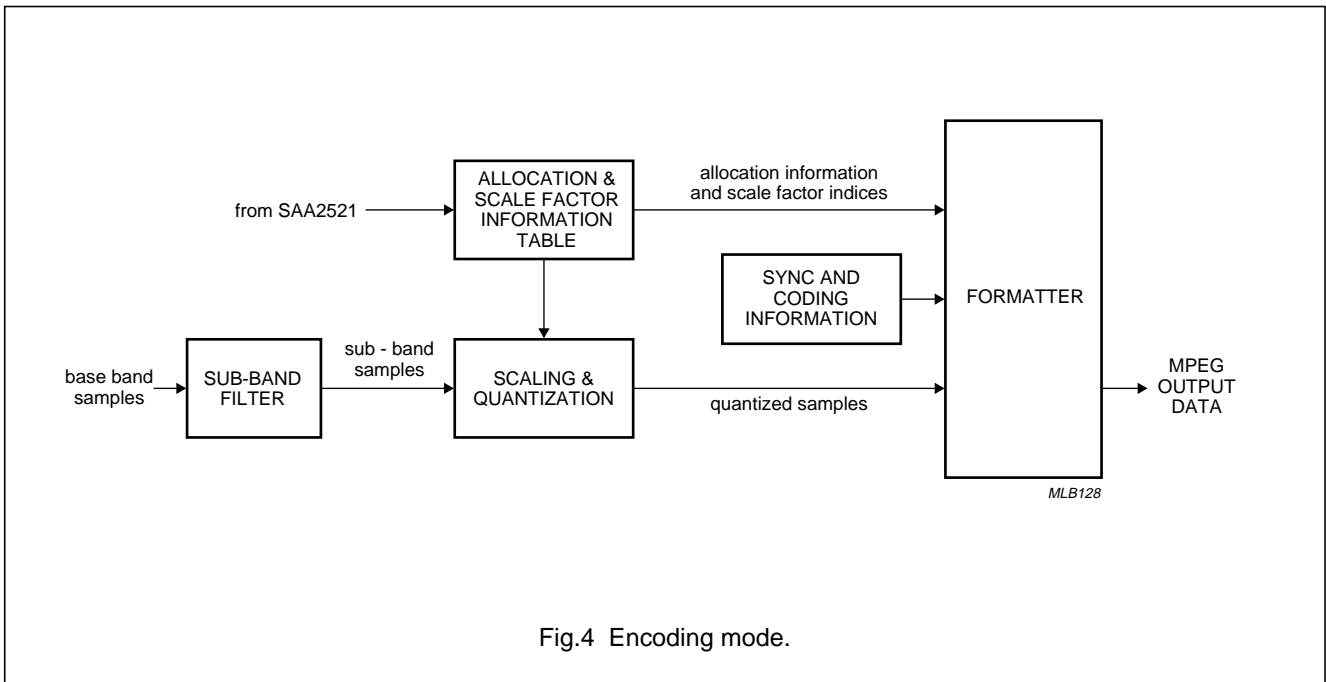 from SAA2521
ALLOCATION &
SCALE FACTOR
INFORMATION
TABLE
allocation information
and scale factor indices
SYNC AND
CODING
INFORMATION
FORMATTER
base band
samples
SUB-BAND
FILTER
sub - band
samples
SCALING &
QUANTIZATION
quantized samples
MPEG
OUTPUT
DATA
MLB128
Fig.4 Encoding mode.